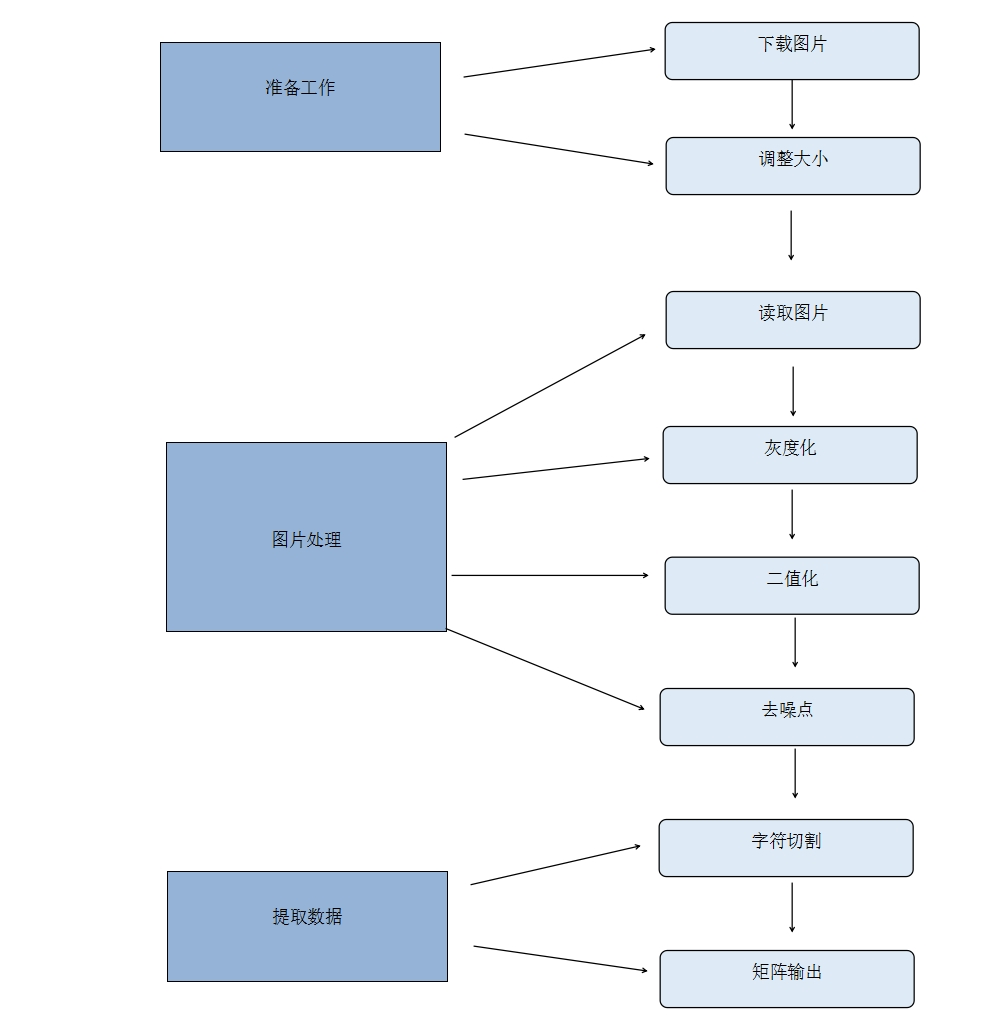 准备工作
下载图片
调整大小
读取图片
灰度化
图片处理
二值化
去噪点
字符切割
提取数据
矩阵输出